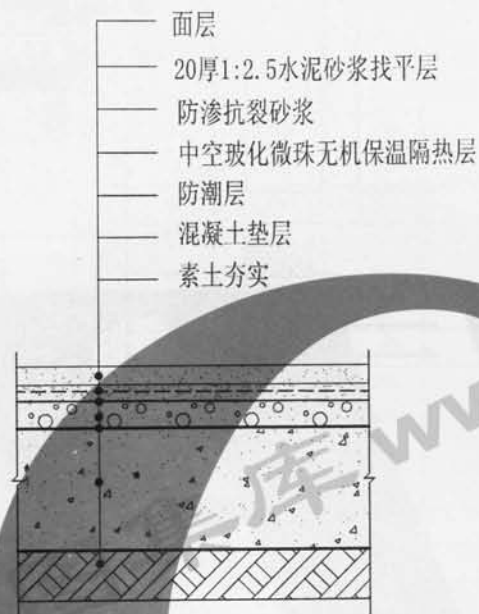 面层
20厚1:2.5水泥砂浆找平层
防渗抗裂砂浆
中空玻化微珠无机保温隔热层
防潮层
混凝土垫层
素土夯实
库 w